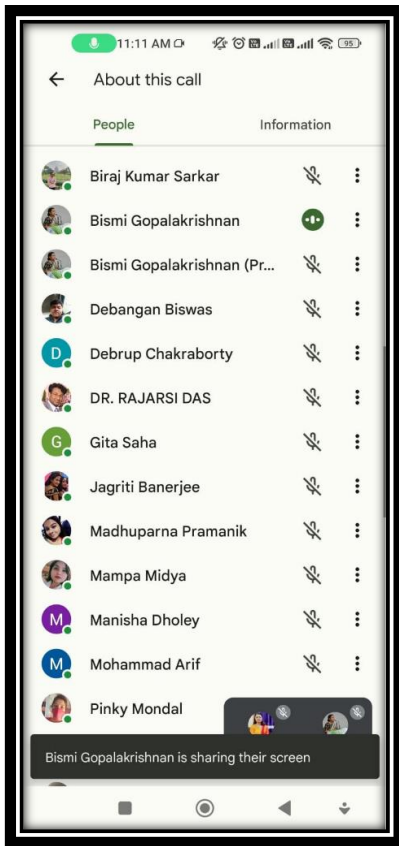 11:11 AM
95
About this call
People Information
Biraj Kumar Sarkar
Bismi Gopalakrishnan
Bismi Gopalakrishnan (Pr...
Debangan Biswas
D Debrup Chakraborty
DR. RAJARSI DAS
G Gita Saha
Jagriti Banerjee
Madhuparna Pramanik
Mampa Midya
M Manisha Dholey
M Mohammad Arif
Pinky Mondal
Bismi Gopalakrishnan is sharing their screen